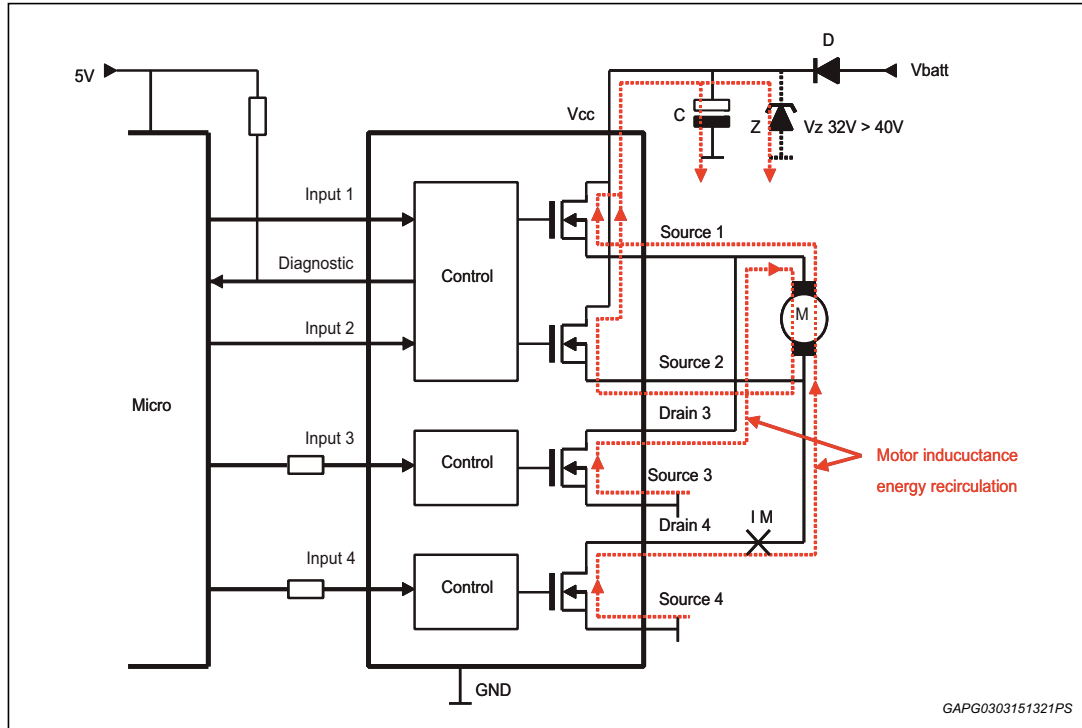 D
5V
Vbatt
Vcc
C
Z
Vz 32V > 40V
Input 1
Source 1
Diagnostic
Control
M
Input 2
Source 2
Micro
Drain 3
Input 3
Control
Source 3
Motor inducuctance
energy recirculation
Drain 4
I M
Input 4
Control
Source 4
GND
GAPG0303151321PS